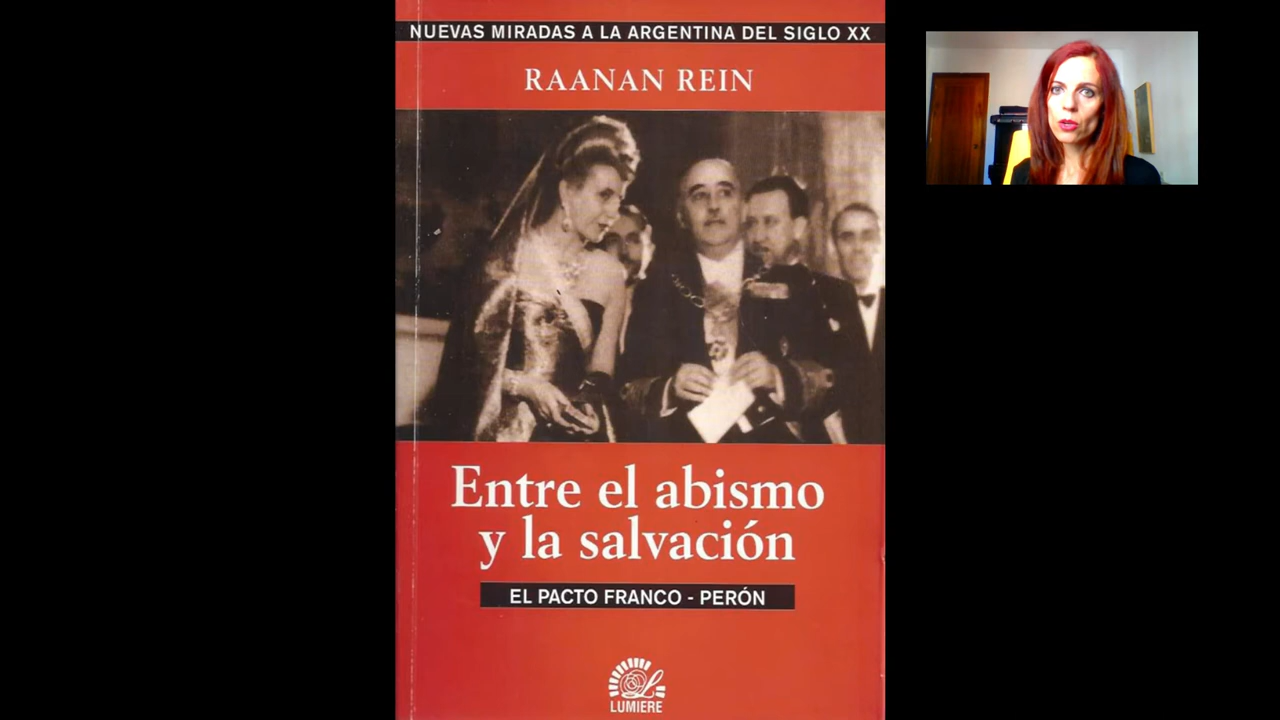 NUEVAS MIRADAS A LA ARGENTINA DEL SIGLO XX
RAANAN REIN
Entre el abismo
y la salvación
EL PACTO FRANCO - PERÓN
LUMIERE